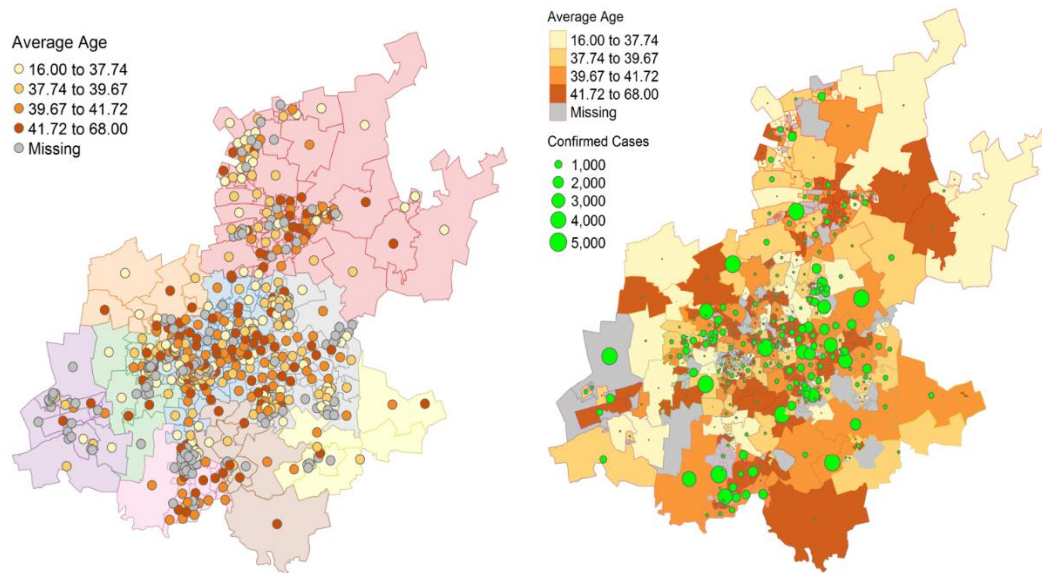 Average Age
16.00 to 37.74
37.74 to 39.67
39.67 to 41.72
41.72 to 68.00
Missing
Average Age
16.00 to 37.74
37.74 to 39.67
39.67 to 41.72
41.72 to 68.00
Missing
Confirmed Cases
1,000
2,000
3,000
4,000
5,000